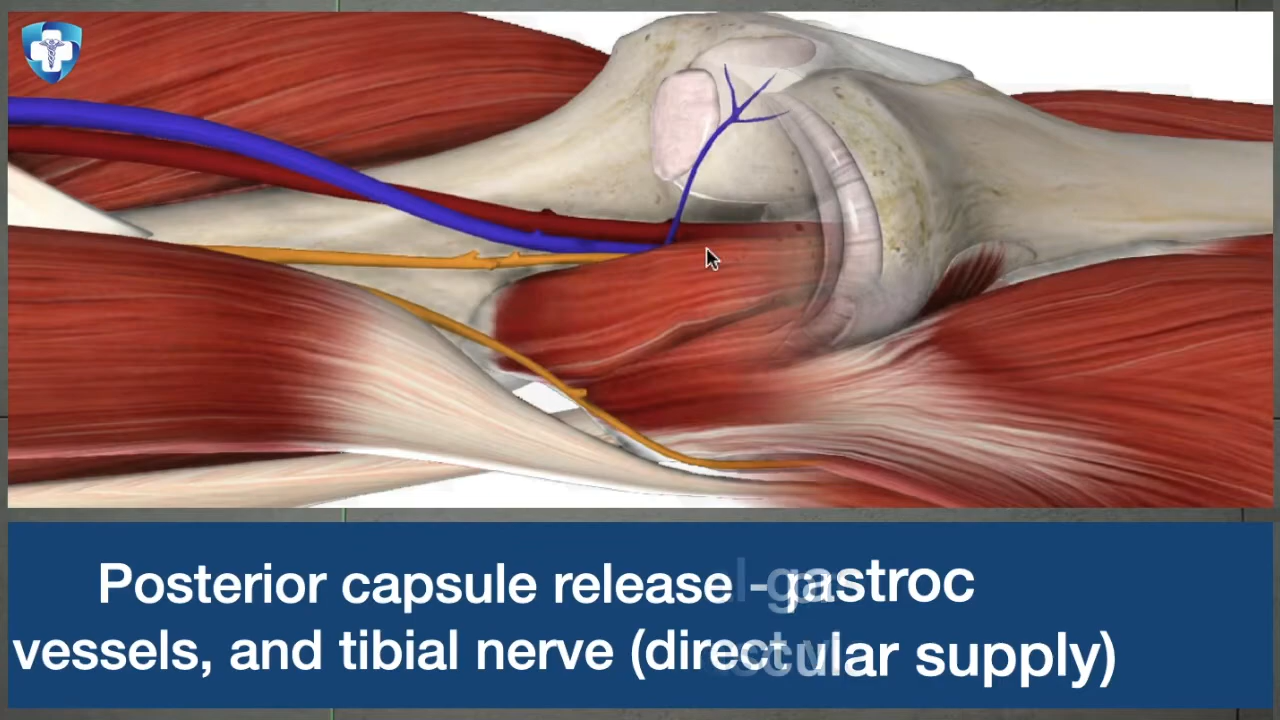 Posterior capsule release - gastroc
vessels, and tibial nerve (direct supply)